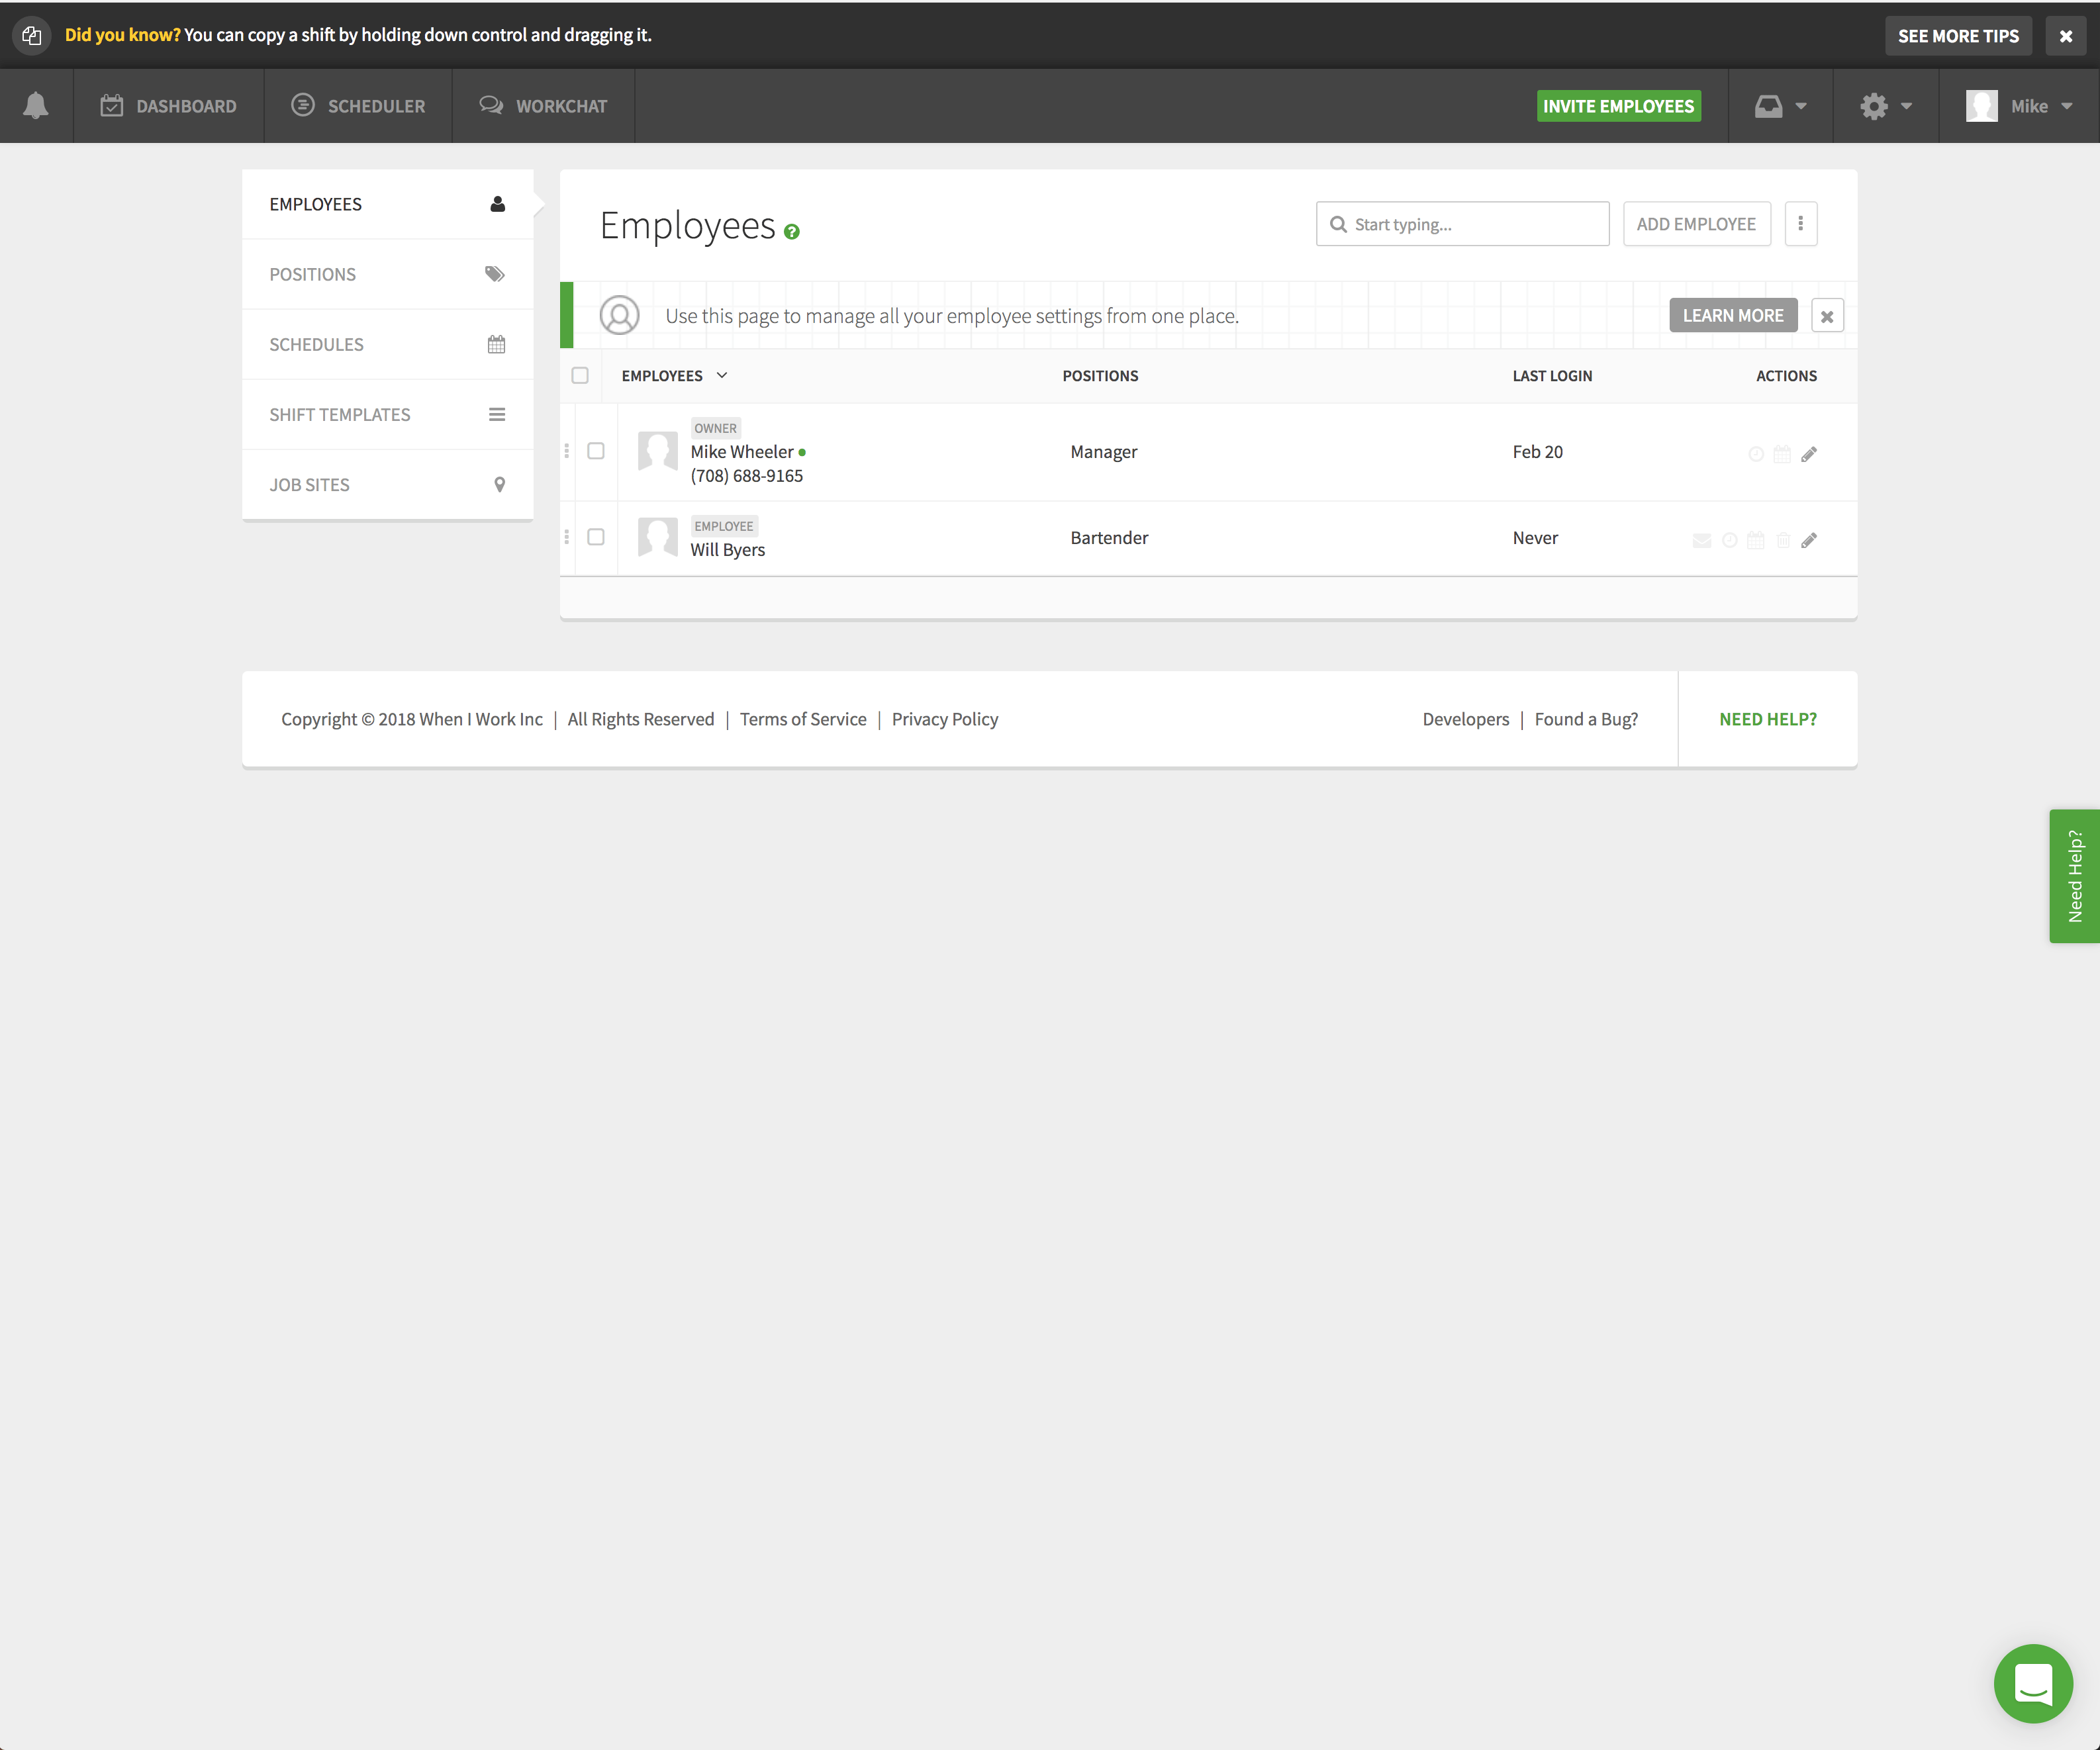 Did you know? You can copy a shift by holding down control and dragging it.
SEE MORE TIPS
DASHBOARD
SCHEDULER
WORKCHAT
INVITE EMPLOYEES
Mike
EMPLOYEES
POSITIONS
SCHEDULES
SHIFT TEMPLATES
JOB SITES
Employees ?
Start typing...
ADD EMPLOYEE
Use this page to manage all your employee settings from one place.
LEARN MORE
EMPLOYEES
POSITIONS
LAST LOGIN
ACTIONS
OWNER
Mike Wheeler
(708) 688-9165
Manager
Feb 20
EMPLOYEE
Will Byers
Bartender
Never
Copyright © 2018 When I Work Inc | All Rights Reserved | Terms of Service | Privacy Policy
Developers | Found a Bug?
NEED HELP?
Need Help?